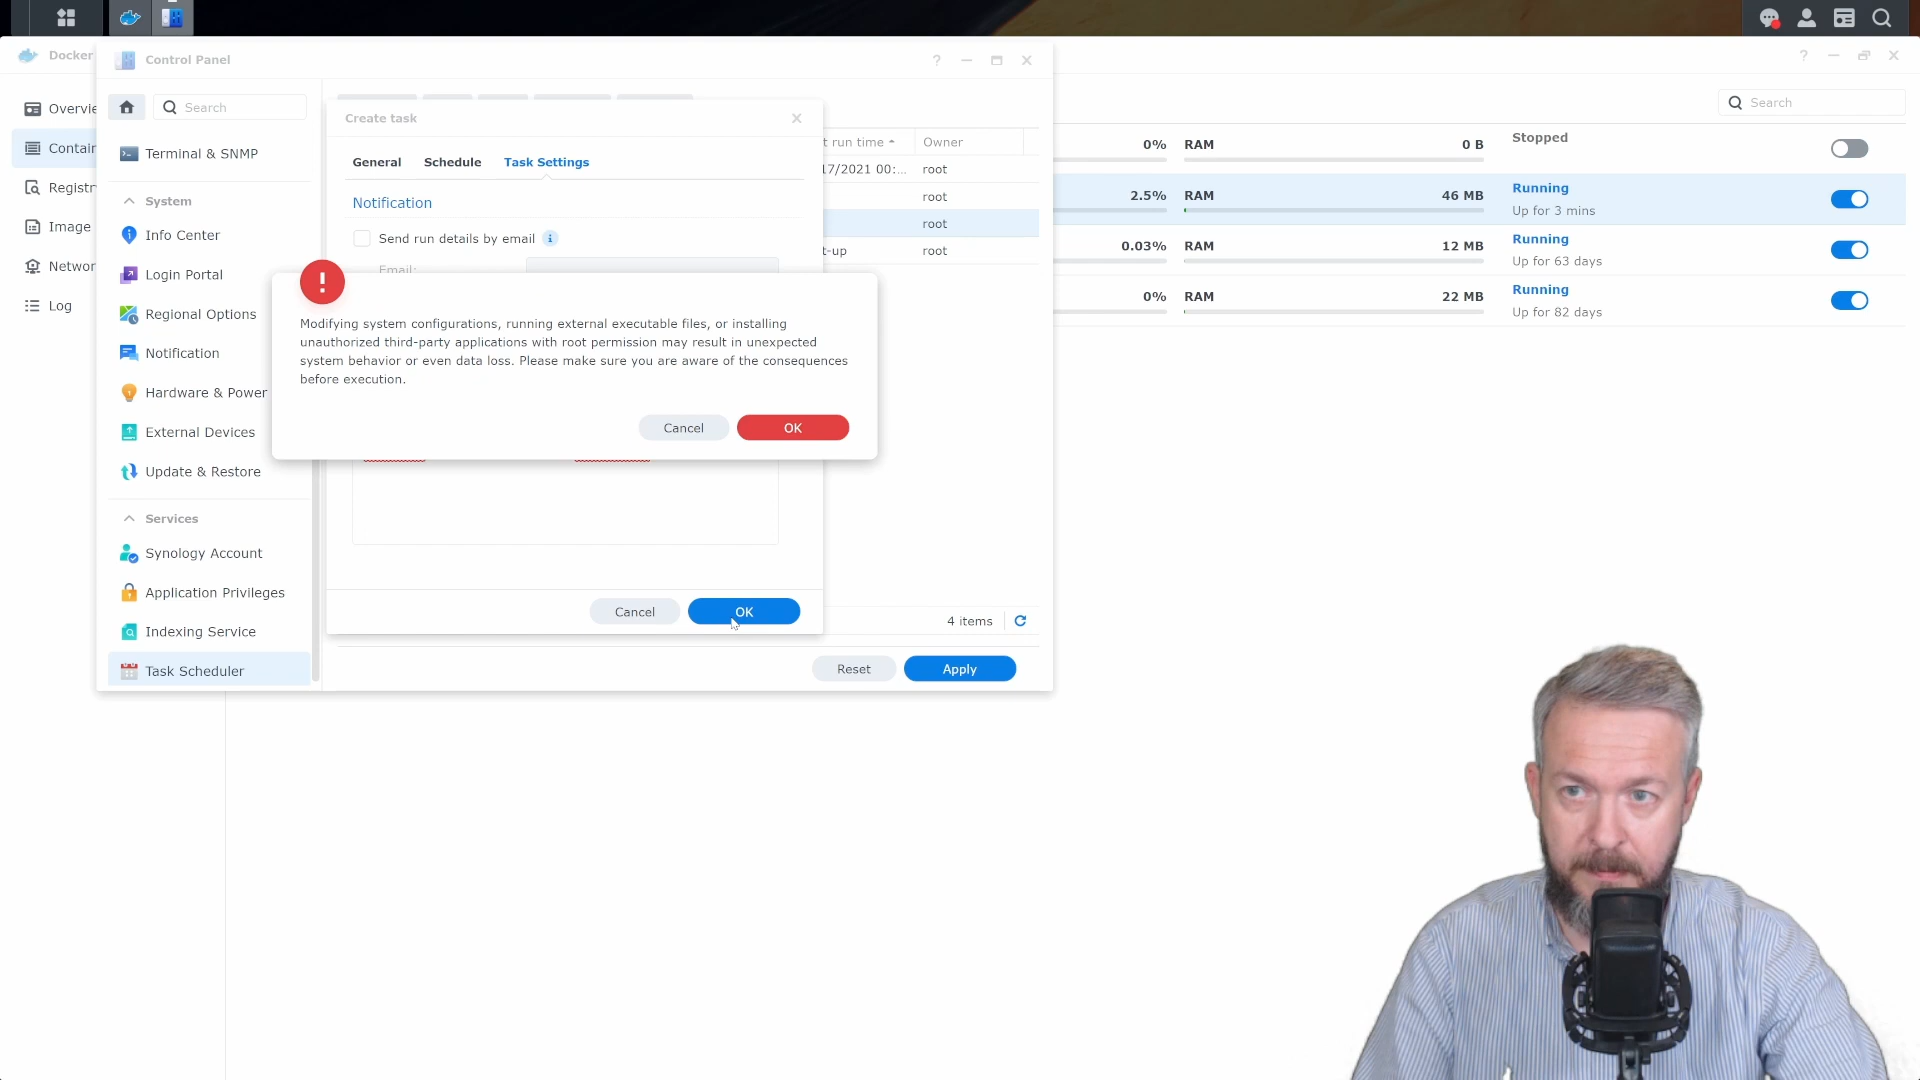 Docker
Control Panel
Search
Search
Overvie
Contain
Registr
Image
Networ
Log
Terminal & SNMP
System
Info Center
Login Portal
Regional Options
Notification
Hardware & Power
External Devices
Update & Restore
Services
Synology Account
Application Privileges
Indexing Service
Task Scheduler
Create task
General Schedule Task Settings
Notification
Send run details by email
Email:
Modifying system configurations, running external executable files, or installing
unauthorized third-party applications with root permission may result in unexpected
system behavior or even data loss. Please make sure you are aware of the consequences
before execution.
Cancel OK
Cancel OK
t run time Owner
17/2021 00:... root
root
root
t-up root
4 items
Reset Apply
0% RAM 0 B Stopped
2.5% RAM 46 MB Running
Up for 3 mins
0.03% RAM 12 MB Running
Up for 63 days
0% RAM 22 MB Running
Up for 82 days